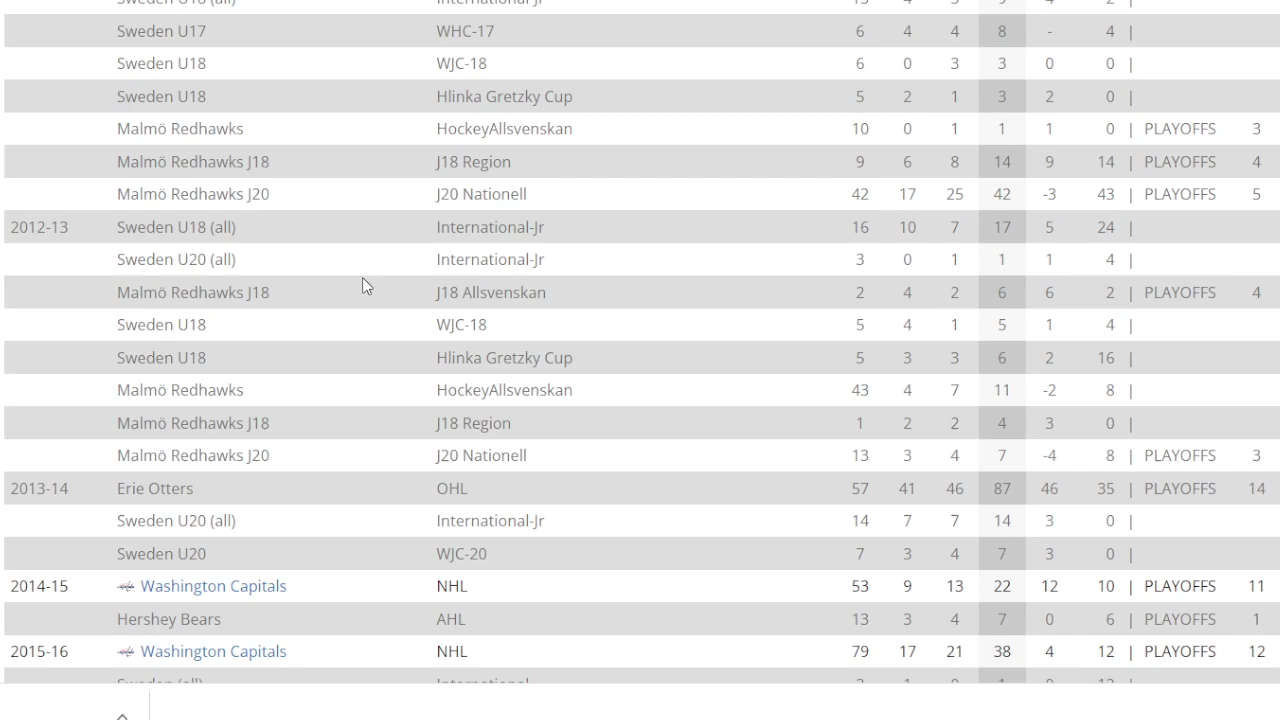 Sweden U18 (all) International-Jr 4 9 4 2 |
Sweden U17 WHC-17 6 4 4 8 - 4 |
Sweden U18 WJC-18 6 0 3 3 0 0 |
Sweden U18 Hlinka Gretzky Cup 5 2 1 3 2 0 |
Malmö Redhawks HockeyAllsvenskan 10 0 1 1 1 0 | PLAYOFFS 3
Malmö Redhawks J18 J18 Region 9 6 8 14 9 14 | PLAYOFFS 4
Malmö Redhawks J20 J20 Nationell 42 17 25 42 -3 43 | PLAYOFFS 5
2012-13 Sweden U18 (all) International-Jr 16 10 7 17 5 24 |
Sweden U20 (all) International-Jr 3 0 1 1 1 4 |
Malmö Redhawks J18 J18 Allsvenskan 2 4 2 6 6 2 | PLAYOFFS 4
Sweden U18 WJC-18 5 4 1 5 1 4 |
Sweden U18 Hlinka Gretzky Cup 5 3 3 6 2 16 |
Malmö Redhawks HockeyAllsvenskan 43 4 7 11 -2 8 |
Malmö Redhawks J18 J18 Region 1 2 2 4 3 0 |
Malmö Redhawks J20 J20 Nationell 13 3 4 7 -4 8 | PLAYOFFS 3
2013-14 Erie Otters OHL 57 41 46 87 46 35 | PLAYOFFS 14
Sweden U20 (all) International-Jr 14 7 7 14 3 0 |
Sweden U20 WJC-20 7 3 4 7 3 0 |
2014-15 Washington Capitals NHL 53 9 13 22 12 10 | PLAYOFFS 11
Hershey Bears AHL 13 3 4 7 0 6 | PLAYOFFS 1
2015-16 Washington Capitals NHL 79 17 21 38 4 12 | PLAYOFFS 12
Sweden (all) International